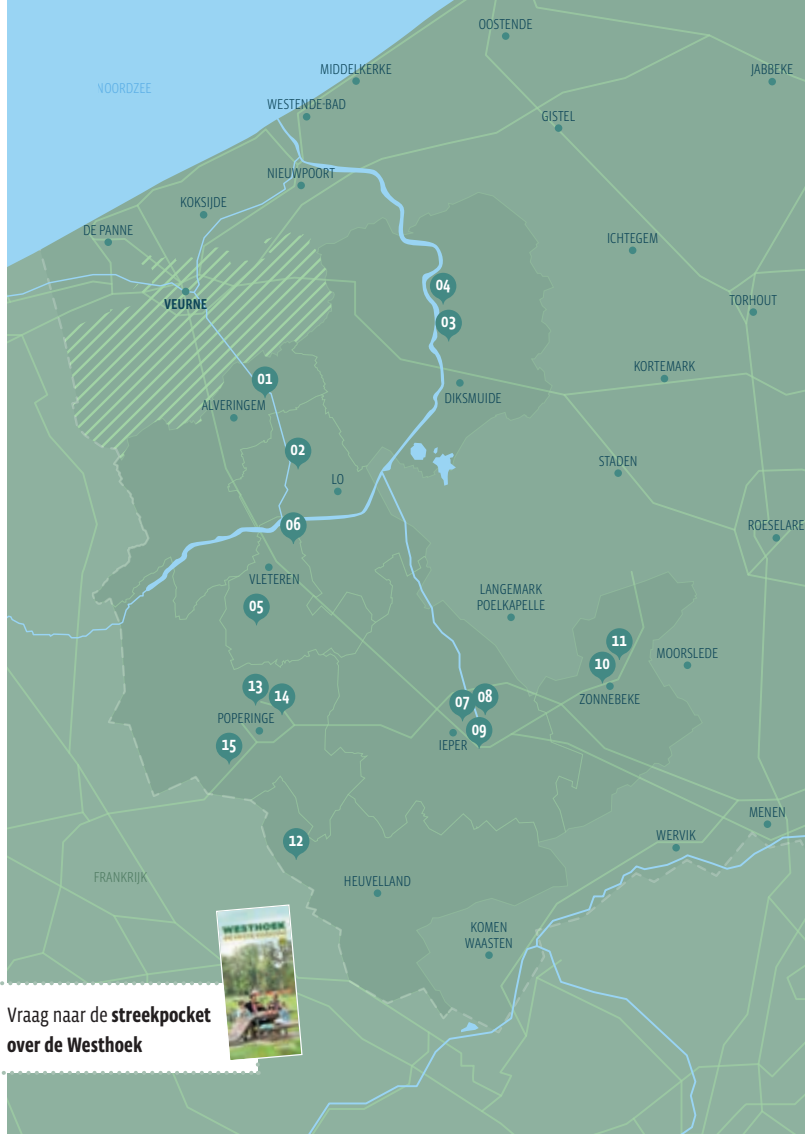 OOSTENDE
MIDDELKERKE
JABBEKE
NOORDZEE
WESTENDE-BAD
GISTEL
NIEUWPOORT
KOKSIJDE
DE PANNE
ICHTEGEM
04
VEURNE
TORHOUT
03
KORTEMARK
01
DIKSMUIDE
ALVERINGEM
02
STADEN
LO
06
ROESELARE
VLETEREN
LANGEMARK
POELKAPELLE
05
11
MOORSLEDE
10
13
14
07
08
ZONNEBEKE
POPERINGE
09
15
IEPER
MENEN
12
WERVIK
FRANKRIJK
HEUVELLAND
WESTHOEK
KOMEN
WAASTEN
Vraag naar de streekpocket
over de Westhoek